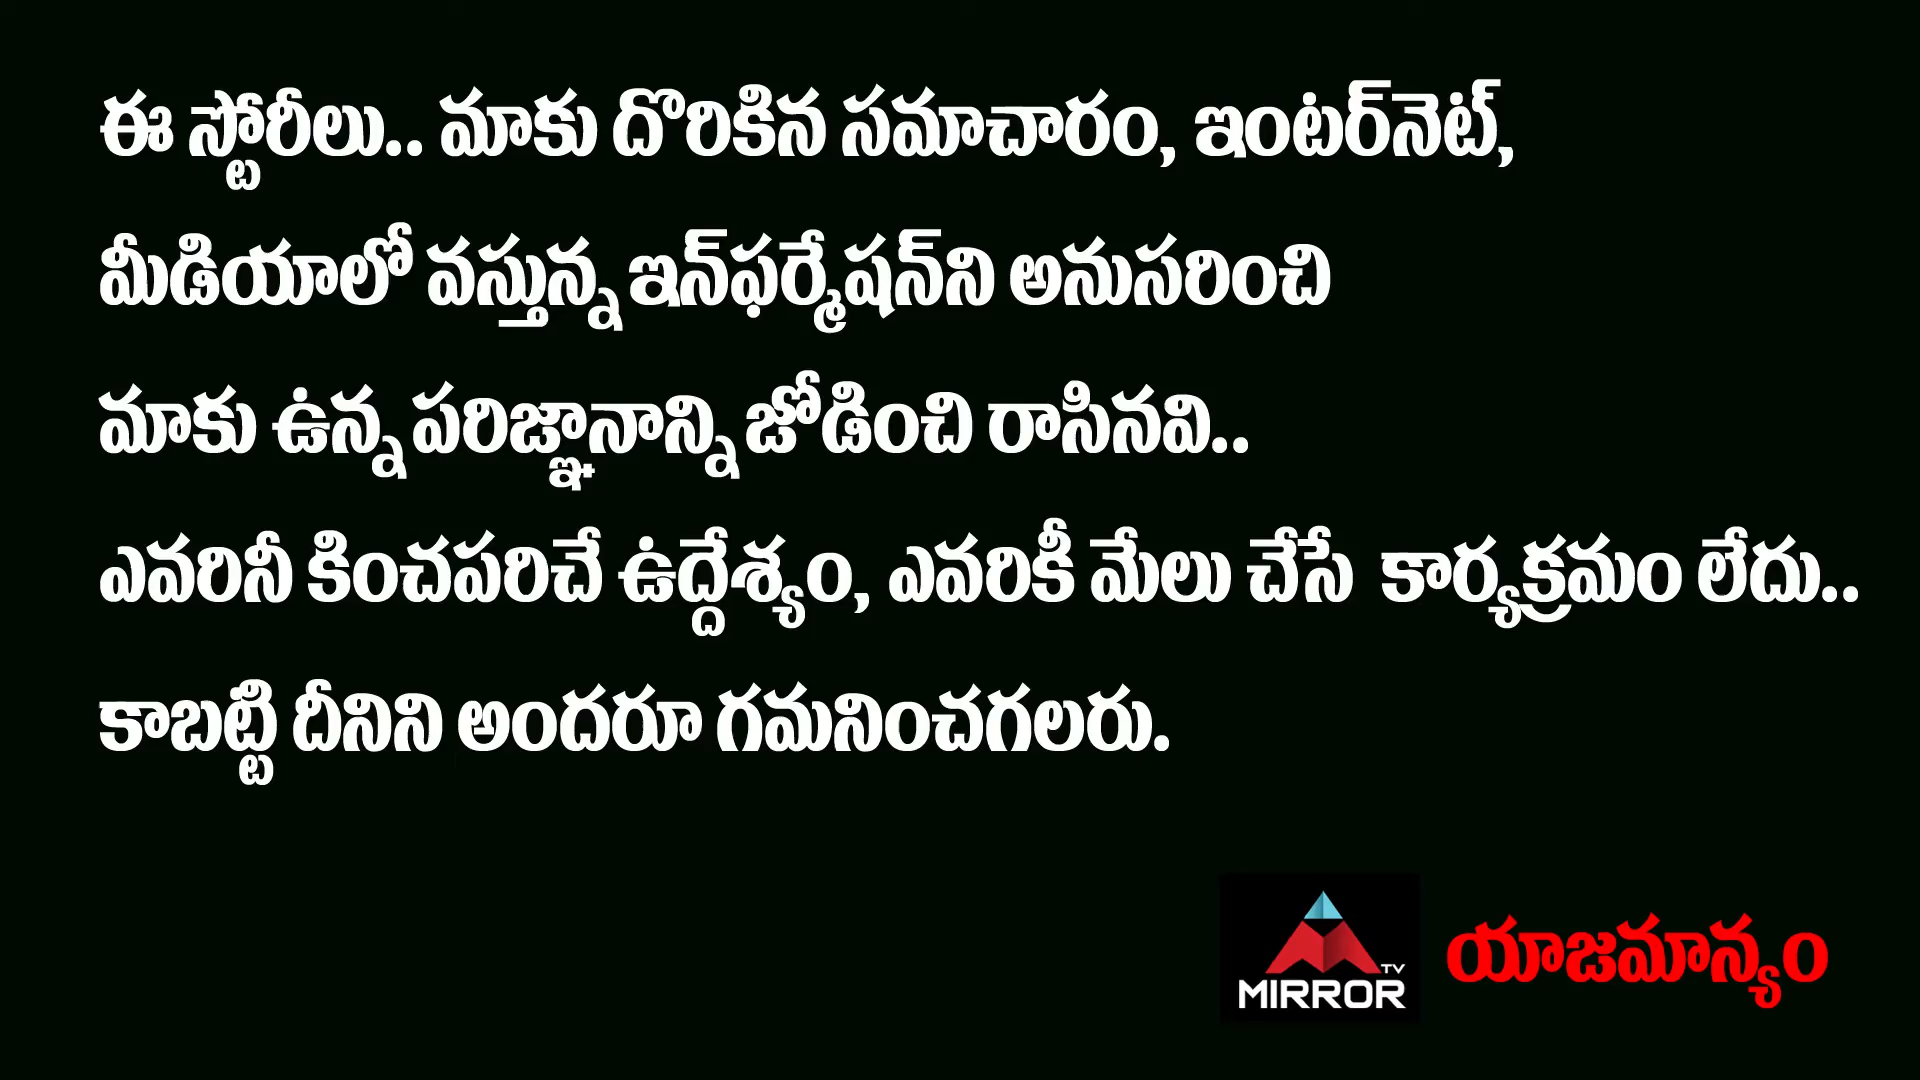 ఈ స్టోరీలు.. మాకు దొరికిన సమాచారం, ఇంటర్‌నెట్,
మీడియాలో వస్తున్న ఇన్‌ఫర్మేషన్‌ని అనుసరించి
మాకు ఉన్న పరిజ్ఞానాన్ని జోడించి రాసినవి..
ఎవరినీ కించపరిచే ఉద్దేశ్యం, ఎవరికీ మేలు చేసే కార్యక్రమం లేదు..
కాబట్టి దీనిని అందరూ గమనించగలరు.
TV
MIRROR
యాజమాన్యం